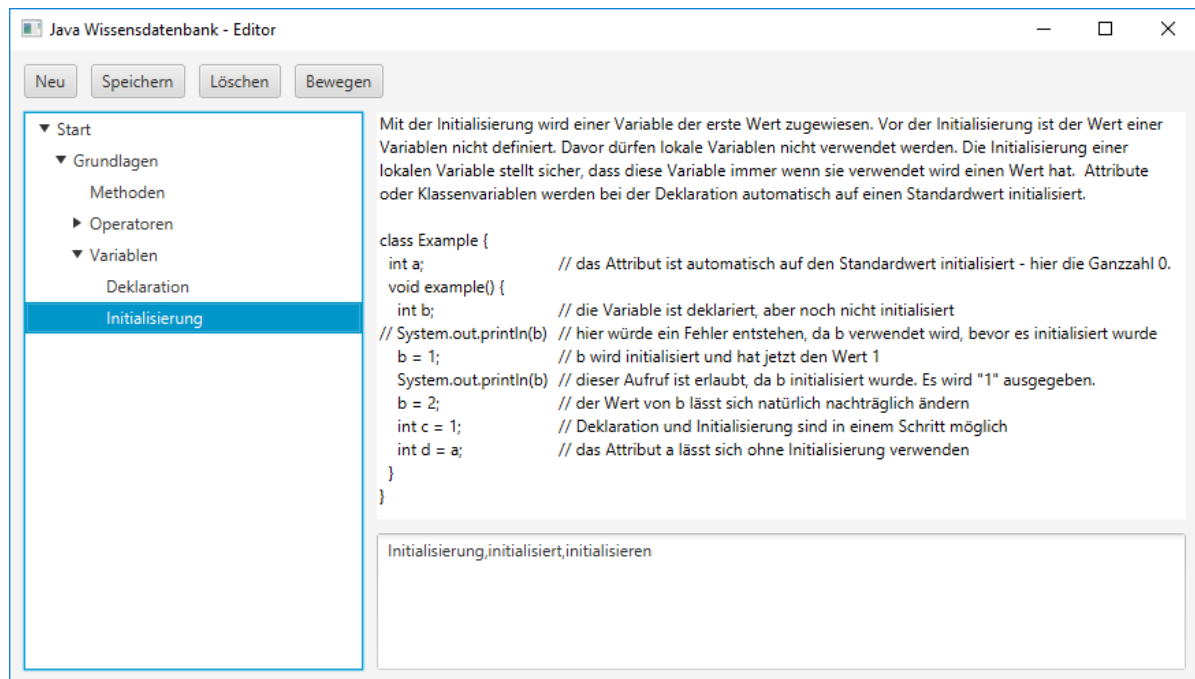 Java Wissensdatenbank - Editor
Neu Speichern Löschen Bewegen
Start
Grundlagen
Methoden
Operatoren
Variablen
Deklaration
Initialisierung
Mit der Initialisierung wird einer Variable der erste Wert zugewiesen. Vor der Initialisierung ist der Wert einer
Variablen nicht definiert. Davor dürfen lokale Variablen nicht verwendet werden. Die Initialisierung einer
lokalen Variable stellt sicher, dass diese Variable immer wenn sie verwendet wird einen Wert hat.  Attribute
oder Klassenvariablen werden bei der Deklaration automatisch auf einen Standardwert initialisiert.
class Example {
int a; // das Attribut ist automatisch auf den Standardwert initialisiert - hier die Ganzzahl 0.
void example() {
int b; // die Variable ist deklariert, aber noch nicht initialisiert
// System.out.println(b) // hier würde ein Fehler entstehen, da b verwendet wird, bevor es initialisiert wurde
b = 1; // b wird initialisiert und hat jetzt den Wert 1
System.out.println(b) // dieser Aufruf ist erlaubt, da b initialisiert wurde. Es wird "1" ausgegeben.
b = 2; // der Wert von b lässt sich natürlich nachträglich ändern
int c = 1; // Deklaration und Initialisierung sind in einem Schritt möglich
int d = a; // das Attribut a lässt sich ohne Initialisierung verwenden
}
}
Initialisierung,initialisiert,initialisieren